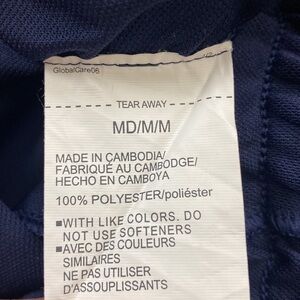 GlobalCare06
TEAR AWAY
MD/M/M
MADE IN CAMBODIA/
FABRIQUÉ AU CAMBODGE/
HECHO EN CAMBOYA
100% POLYESTER/poliéster
■WITH LIKE COLORS. DO
NOT USE SOFTENERS
■AVEC DES COULEURS
SIMILAIRES
NE PAS UTILISER
D'ASSOUPLISSANTS